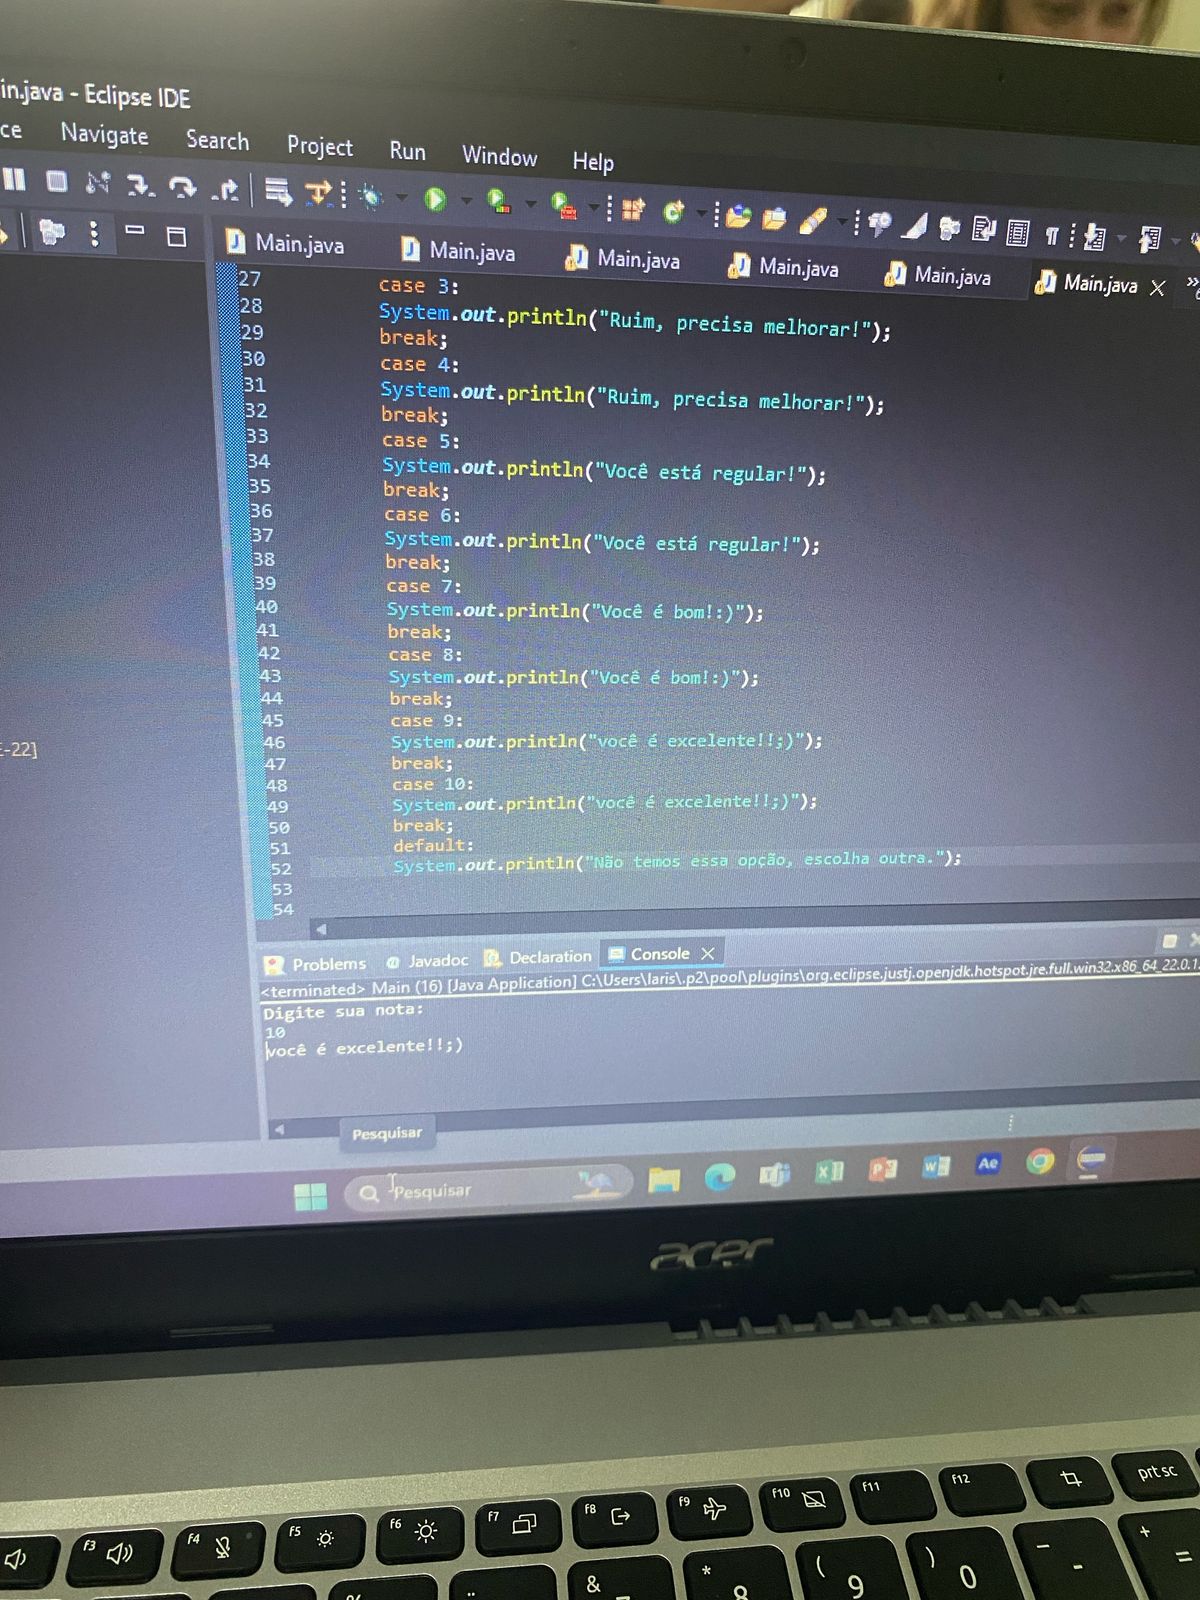 in.java - Eclipse IDE
ce Navigate Search Project Run Window Help
Main.java Main.java Main.java Main.java Main.java Main.java
27 case 3:
28 System.out.println("Ruim, precisa melhorar!");
29 break;
30 case 4:
31 System.out.println("Ruim, precisa melhorar!");
32 break;
33 case 5:
34 System.out.println("Você está regular!");
35 break;
36 case 6:
37 System.out.println("Você está regular!");
38 break;
39 case 7:
40 System.out.println("Você é bom!:)");
41 break;
42 case 8:
43 System.out.println("Você é bom!:)");
44 break;
45 case 9:
46 System.out.println("você é excelente!!;)");
47 break;
48 case 10:
49 System.out.println("você é excelente!!;)");
50 break;
51 default:
52 System.out.println("Não temos essa opção, escolha outra.");
53
54
E-22]
Problems Javadoc Declaration Console
<terminated> Main (16) [Java Application] C:\Users\laris\.p2\pool\plugins\org.eclipse.justj.openjdk.hotspot.jre.full.win32.x86_64_22.0.1.
Digite sua nota:
10
você é excelente!!;)
Pesquisar
Pesquisar
Ae
acer
f3 f4 f5 f6 f7 f8 f9 f10 f11 f12 prt sc
& * 8 ( 9 ) 0 - - + =